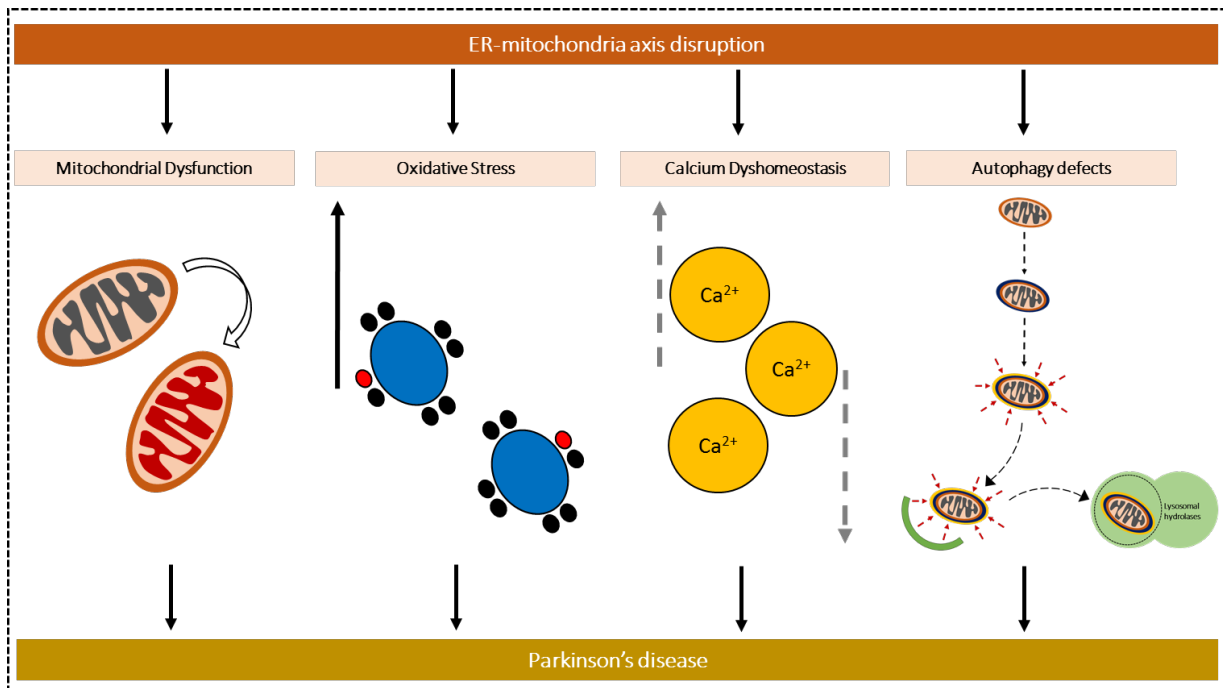 ER-mitochondria axis disruption
Mitochondrial Dysfunction
Oxidative Stress
Calcium Dyshomeostasis
Autophagy defects
Ca²⁺
Ca²⁺
Ca²⁺
Lysosomal
hydrolases
Parkinson's disease